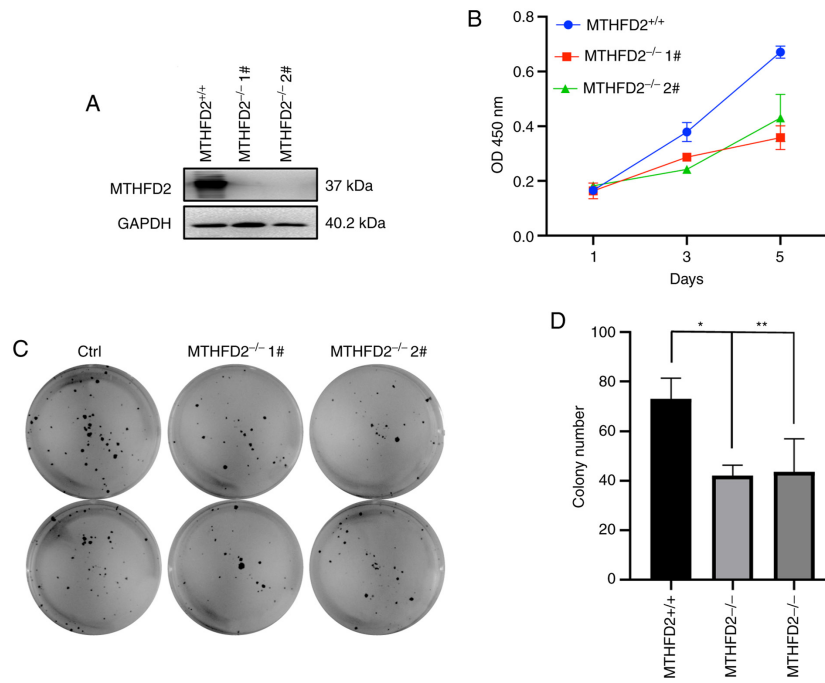 A
MTHFD2+/+
MTHFD2−/− 1#
MTHFD2−/− 2#
MTHFD2
37 kDa
GAPDH
40.2 kDa
B
MTHFD2+/+
MTHFD2−/− 1#
MTHFD2−/− 2#
OD 450 nm
0.8
0.6
0.4
0.2
0.0
1
3
5
Days
C
Ctrl
MTHFD2−/− 1#
MTHFD2−/− 2#
D
*
**
Colony number
100
80
60
40
20
0
MTHFD2+/+
MTHFD2−/−
MTHFD2−/−